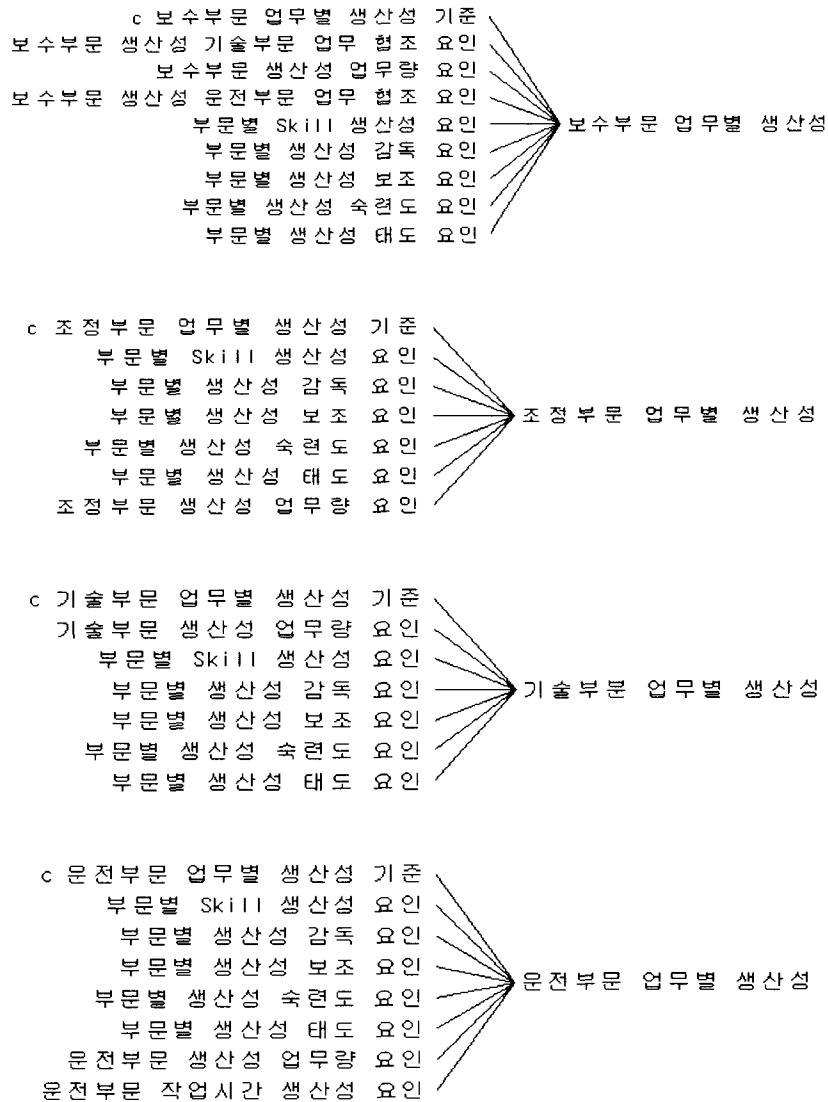 c 보수부문 업무별 생산성 기준
보수부문 생산성 기술부문 업무 협조 요인
보수부문 생산성 업무량 요인
보수부문 생산성 운전부문 업무 협조 요인
부문별 Skill 생산성 요인
부문별 생산성 감독 요인
부문별 생산성 보조 요인
부문별 생산성 숙련도 요인
부문별 생산성 태도 요인
보수부문 업무별 생산성
c 조정부문 업무별 생산성 기준
부문별 Skill 생산성 요인
부문별 생산성 감독 요인
부문별 생산성 보조 요인
부문별 생산성 숙련도 요인
부문별 생산성 태도 요인
조정부문 생산성 업무량 요인
조정부문 업무별 생산성
c 기술부문 업무별 생산성 기준
기술부문 생산성 업무량 요인
부문별 Skill 생산성 요인
부문별 생산성 감독 요인
부문별 생산성 보조 요인
부문별 생산성 숙련도 요인
부문별 생산성 태도 요인
기술부분 업무별 생산성
c 운전부문 업무별 생산성 기준
부문별 Skill 생산성 요인
부문별 생산성 감독 요인
부문별 생산성 보조 요인
부문별 생산성 숙련도 요인
부문별 생산성 태도 요인
운전부문 생산성 업무량 요인
운전부문 작업시간 생산성 요인
운전부문 업무별 생산성